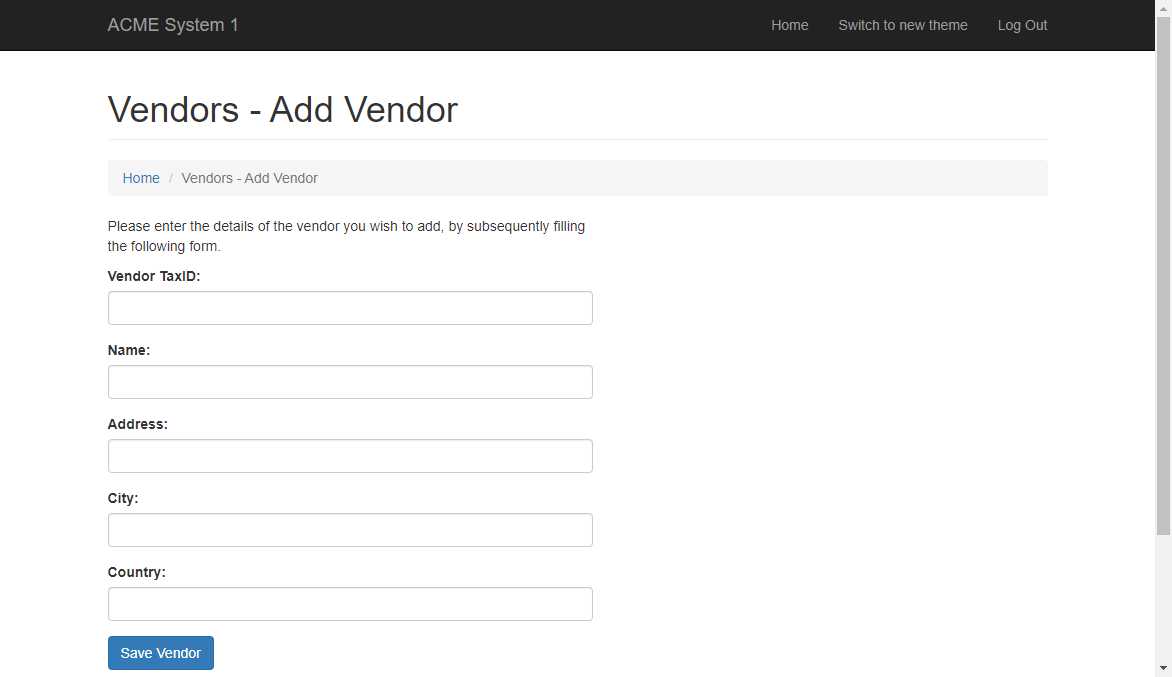 ACME System 1
Home
Switch to new theme
Log Out
Vendors - Add Vendor
Home / Vendors - Add Vendor
Please enter the details of the vendor you wish to add, by subsequently filling
the following form.
Vendor TaxID:
Name:
Address:
City:
Country:
Save Vendor